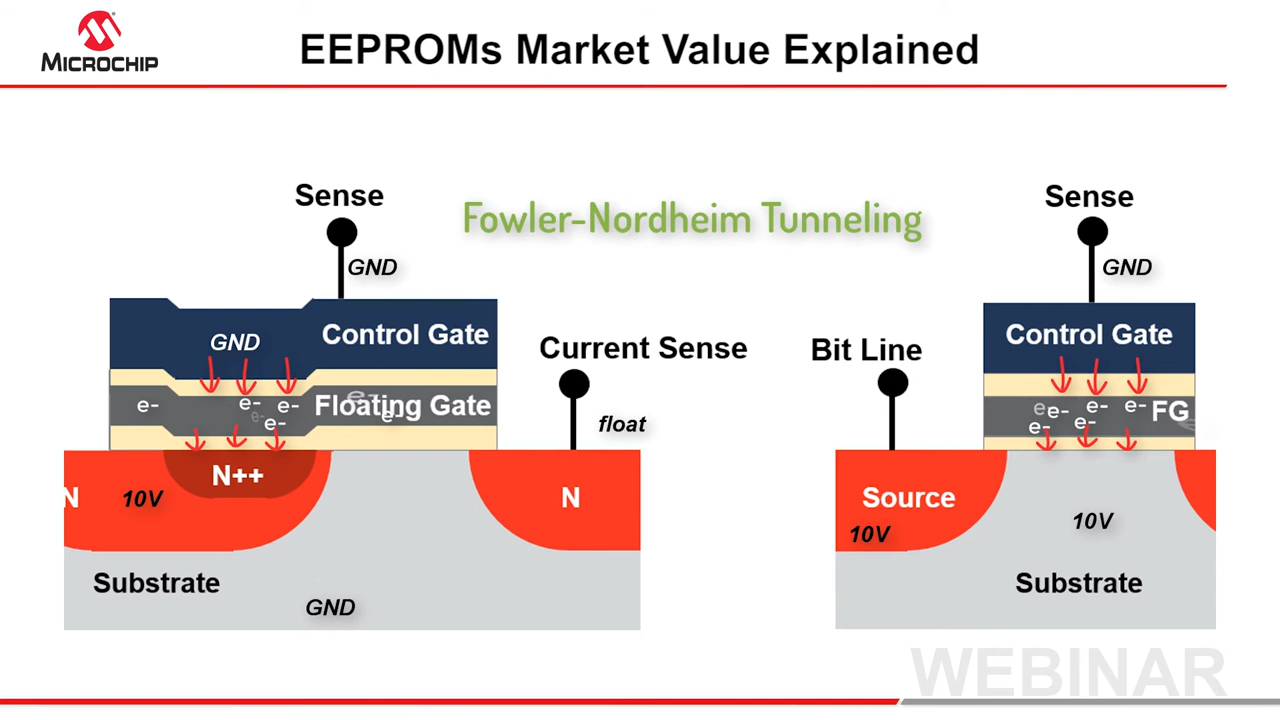 MICROCHIP
EEPROMs Market Value Explained
Fowler-Nordheim Tunneling
Sense
GND
GND
Control Gate
Current Sense
float
e-
e-
e-
e-
e-
e-
e-
Floating Gate
N
10V
N++
N
Substrate
GND
Sense
GND
Control Gate
Bit Line
e
e-
e-
e-
e-
e-
FG
Source
10V
10V
Substrate
WEBINAR